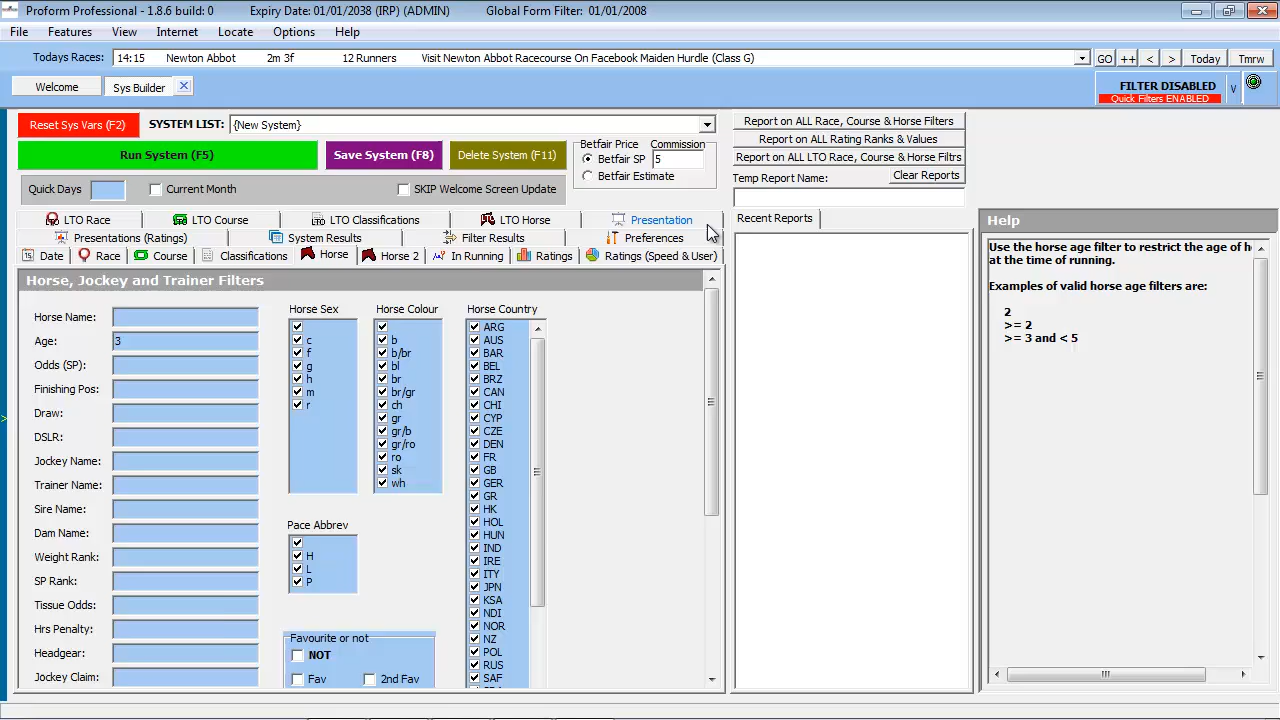 Proform Professional - 1.8.6 build: 0 Expiry Date: 01/01/2038 (IRP) (ADMIN) Global Form Filter: 01/01/2008
File Features View Internet Locate Options Help
Todays Races: 14:15 Newton Abbot 2m 3f 12 Runners Visit Newton Abbot Racecourse On Facebook Maiden Hurdle (Class G) GO ++ < > Today Tmrw
Welcome Sys Builder FILTER DISABLED V
Quick Filters ENABLED
Reset Sys Vars (F2) SYSTEM LIST: {New System}
Run System (F5) Save System (F8) Delete System (F11)
Betfair Price Commission
Betfair SP 5
Betfair Estimate
Quick Days Current Month SKIP Welcome Screen Update
Report on ALL Race, Course & Horse Filters
Report on ALL Rating Ranks & Values
Report on ALL LTO Race, Course & Horse Filtrs
Temp Report Name: Clear Reports
LTO Race LTO Course LTO Classifications LTO Horse Presentation
Presentations (Ratings) System Results Filter Results Preferences
Date Race Course Classifications Horse Horse 2 In Running Ratings Ratings (Speed & User)
Horse, Jockey and Trainer Filters
Horse Name:
Age: 3
Odds (SP):
Finishing Pos:
Draw:
DSLR:
Jockey Name:
Trainer Name:
Sire Name:
Dam Name:
Weight Rank:
SP Rank:
Tissue Odds:
Hrs Penalty:
Headgear:
Jockey Claim:
Horse Sex
c
f
g
h
m
r
Pace Abbrev
H
L
P
Favourite or not
NOT
Fav 2nd Fav
Horse Colour
b
b/br
bl
br
br/gr
ch
gr
gr/b
gr/ro
ro
sk
wh
Horse Country
ARG
AUS
BAR
BEL
BRZ
CAN
CHI
CYP
CZE
DEN
FR
GB
GER
GR
HK
HOL
HUN
IND
IRE
ITY
JPN
KSA
NDI
NOR
NZ
POL
RUS
SAF
Recent Reports
Help
Use the horse age filter to restrict the age of h
at the time of running.
Examples of valid horse age filters are:
2
>= 2
>= 3 and < 5